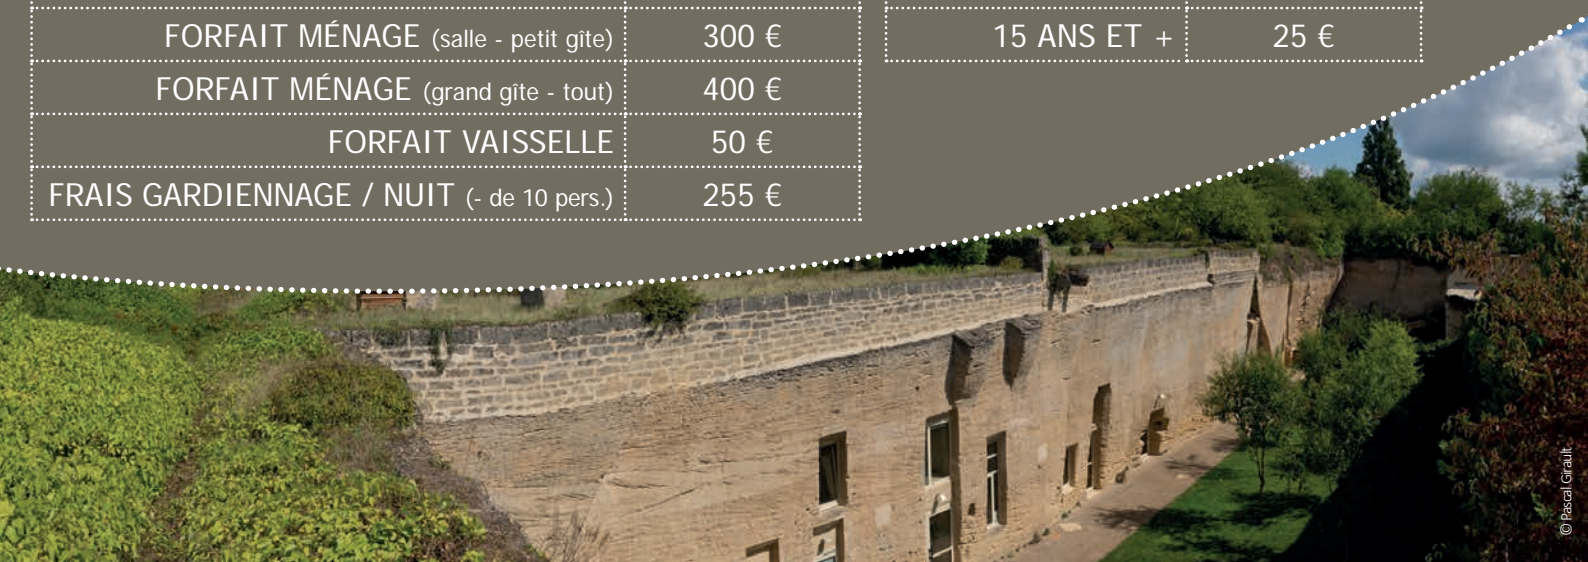 FORFAIT MÉNAGE (salle - petit gîte) 300 €
FORFAIT MÉNAGE (grand gîte - tout) 400 €
FORFAIT VAISSELLE 50 €
FRAIS GARDIENNAGE / NUIT (- de 10 pers.) 255 €
15 ANS ET + 25 €
© Pascal Girault.